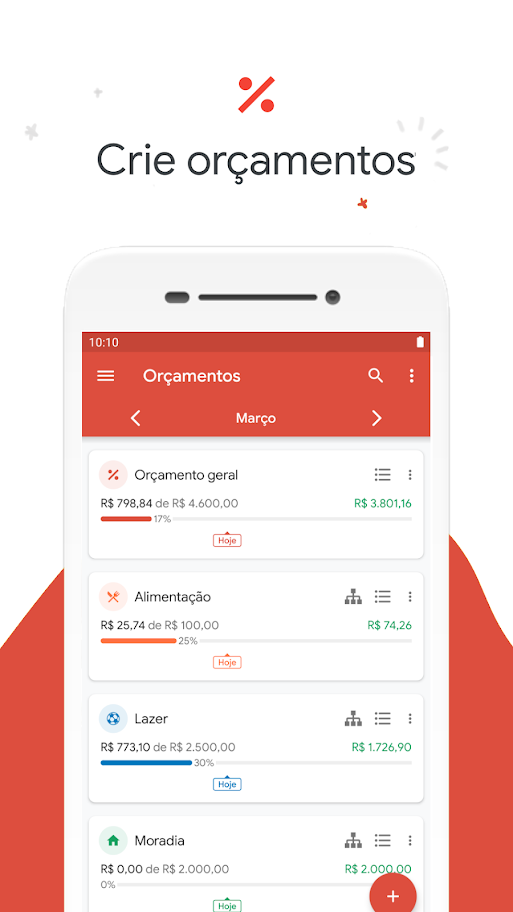 Crie orçamentos
10:10
Orçamentos
Março
Orçamento geral
R$ 798,84 de R$ 4.600,00 R$ 3.801,16
17%
Hoje
Alimentação
R$ 25,74 de R$ 100,00 R$ 74,26
25%
Hoje
Lazer
R$ 773,10 de R$ 2.500,00 R$ 1.726,90
30%
Hoje
Moradia
R$ 0,00 de R$ 2.000,00 R$ 2.000,00
0%
Hoje